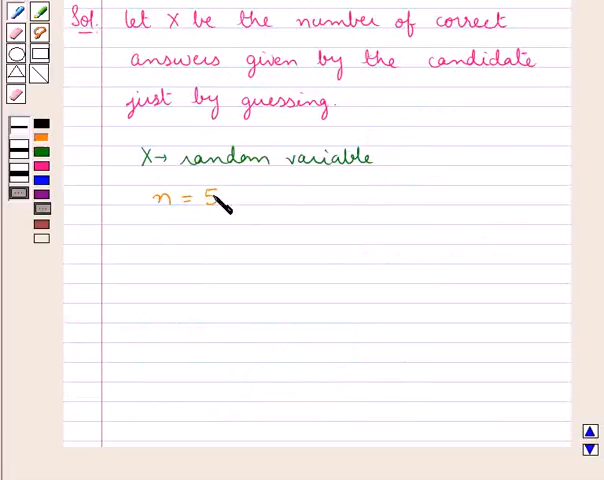 Sol. let X be the number of correct
answers given by the candidate
just by guessing.
X → random variable
n = 5